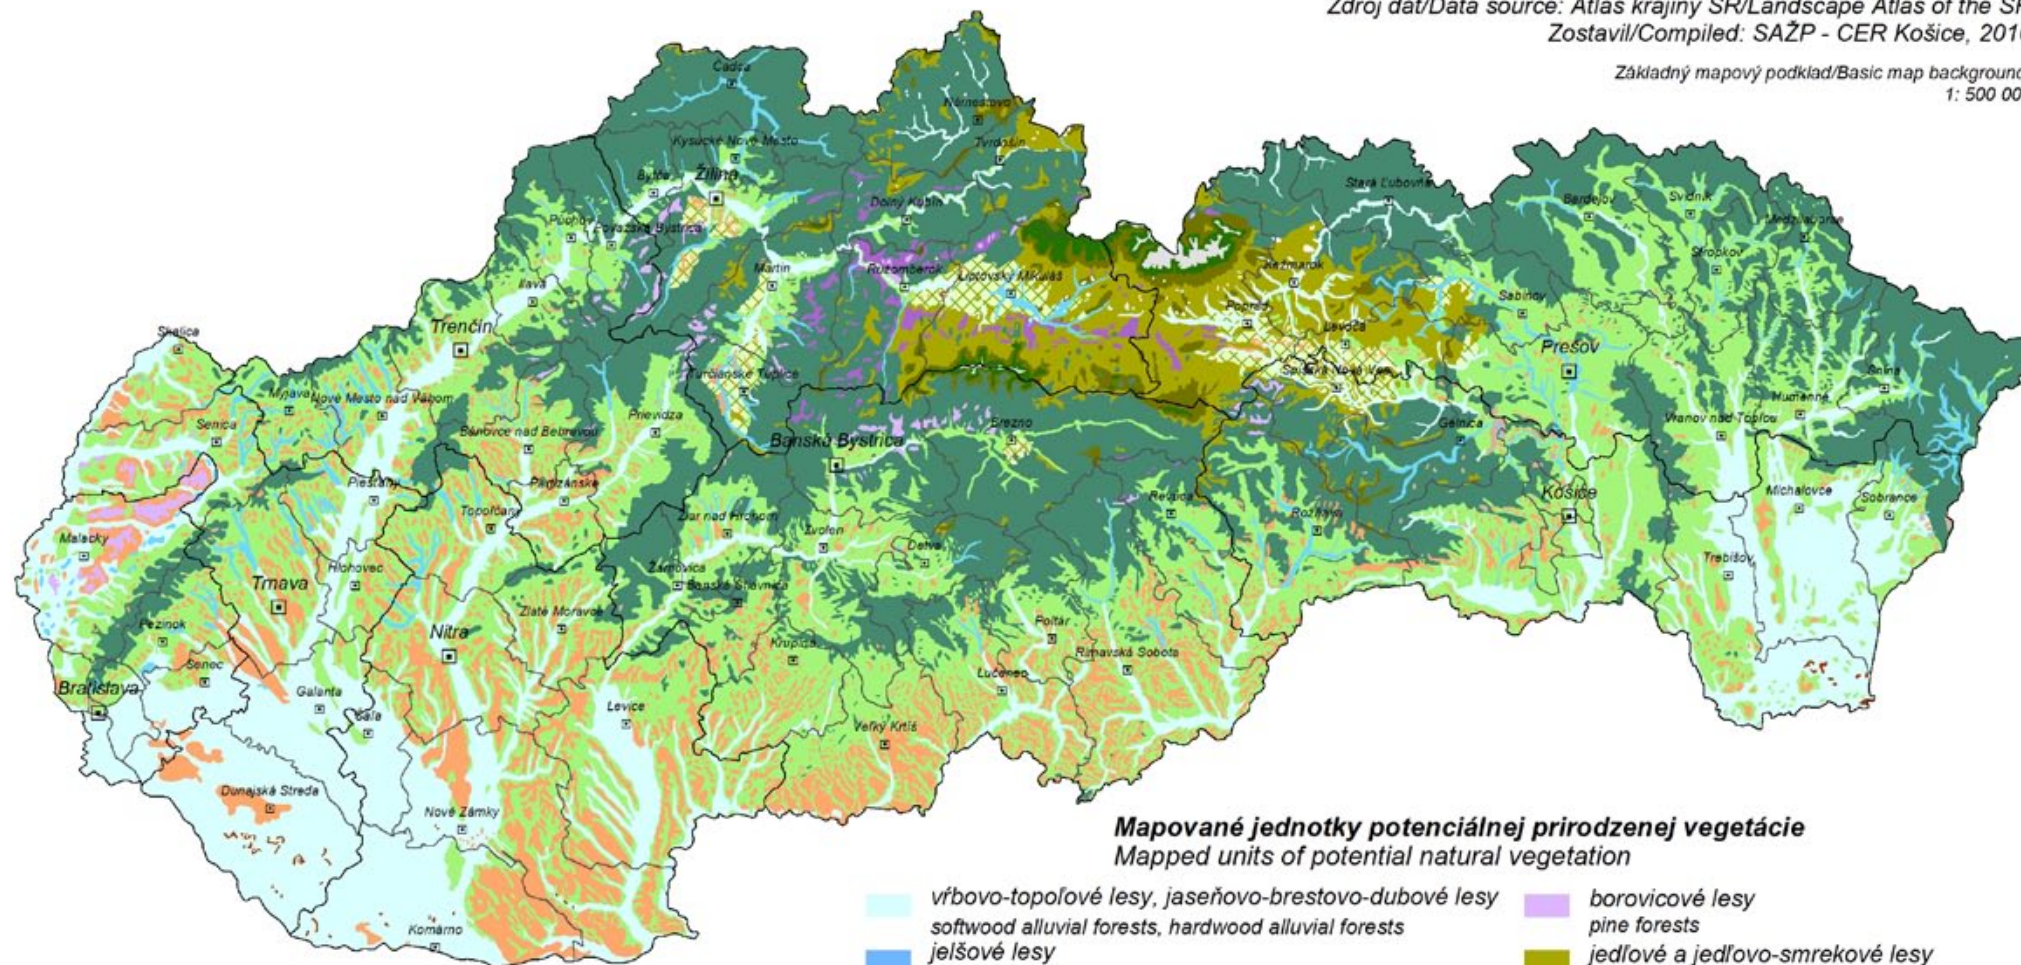 Zdroj dát/Data source: Atlas krajiny SR/Landscape Atlas of the SR
Zostavil/Compiled: SAŽP - CER Košice, 2010
Základný mapový podklad/Basic map background
1: 500 00
Čadca
Námestovo
Kysucké Nové Mesto
Tvrdošín
Bytča
Žilina
Stará Ľubovňa
Dolný Kubín
Bardejov
Svidník
Púchov
Považská Bystrica
Medzilaborce
Stropkov
Martin
Ružomberok
Liptovský Mikuláš
Kežmarok
Ilava
Sabinov
Poprad
Skalica
Trenčín
Levoča
Prešov
Turčianske Teplice
Spišská Nová Ves
Snina
Myjava
Nové Mesto nad Váhom
Humenné
Senica
Prievidza
Vranov nad Topľou
Bánovce nad Bebravou
Brezno
Gelnica
Banská Bystrica
Piešťany
Partizánske
Revúca
Košice
Michalovce
Sobrance
Topoľčany
Žiar nad Hronom
Rožňava
Malacky
Zvolen
Detva
Trebišov
Hlohovec
Žarnovica
Trnava
Banská Štiavnica
Zlaté Moravce
Pezinok
Nitra
Poltár
Krupina
Rimavská Sobota
Senec
Lučenec
Bratislava
Galanta
Levice
Šaľa
Veľký Krtíš
Dunajská Streda
Nové Zámky
Komárno
Mapované jednotky potenciálnej prirodzenej vegetácie
Mapped units of potential natural vegetation
vŕbovo-topoľové lesy, jaseňovo-brestovo-dubové lesy
softwood alluvial forests, hardwood alluvial forests
jelšové lesy
borovicové lesy
pine forests
jedľové a jedľovo-smrekové lesy